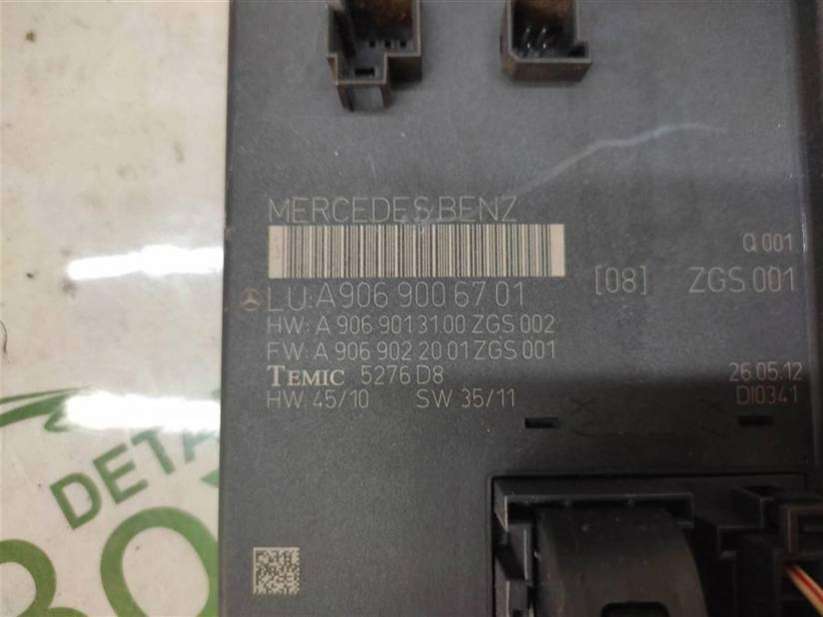 MERCEDES BENZ
Q 001
LU: A 906 900 67 01
[08] ZGS 001
HW: A 906 901 31 00 ZGS 002
FW: A 906 902 20 01 ZGS 001
TEMIC 5276 D8
26.05.12
HW 45/10 SW 35/11
DI0341
DETA